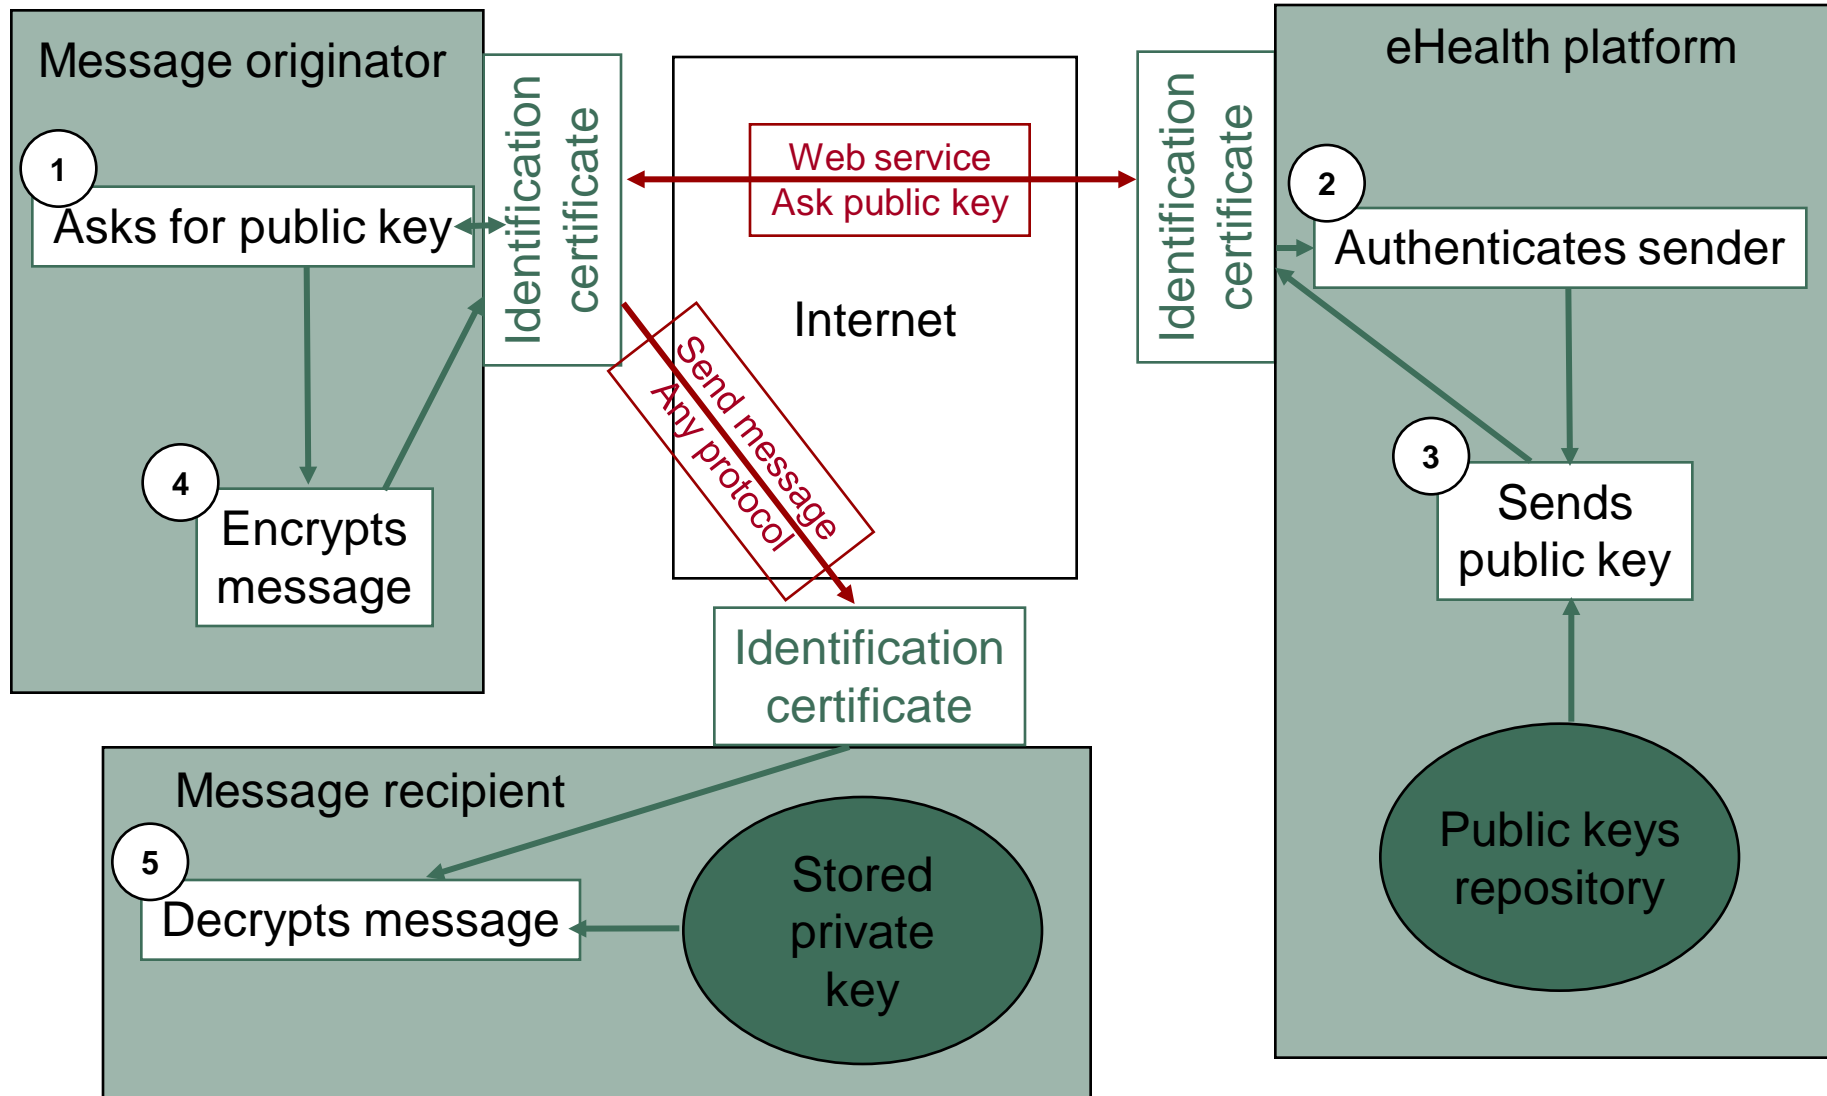 Message originator
1
Asks for public key
4
Encrypts
message
Identification
certificate
Web service
Ask public key
Internet
Send message
Any protocol
Identification
certificate
eHealth platform
2
Authenticates sender
3
Sends
public key
Public keys
repository
Identification
certificate
Message recipient
5
Decrypts message
Stored
private
key